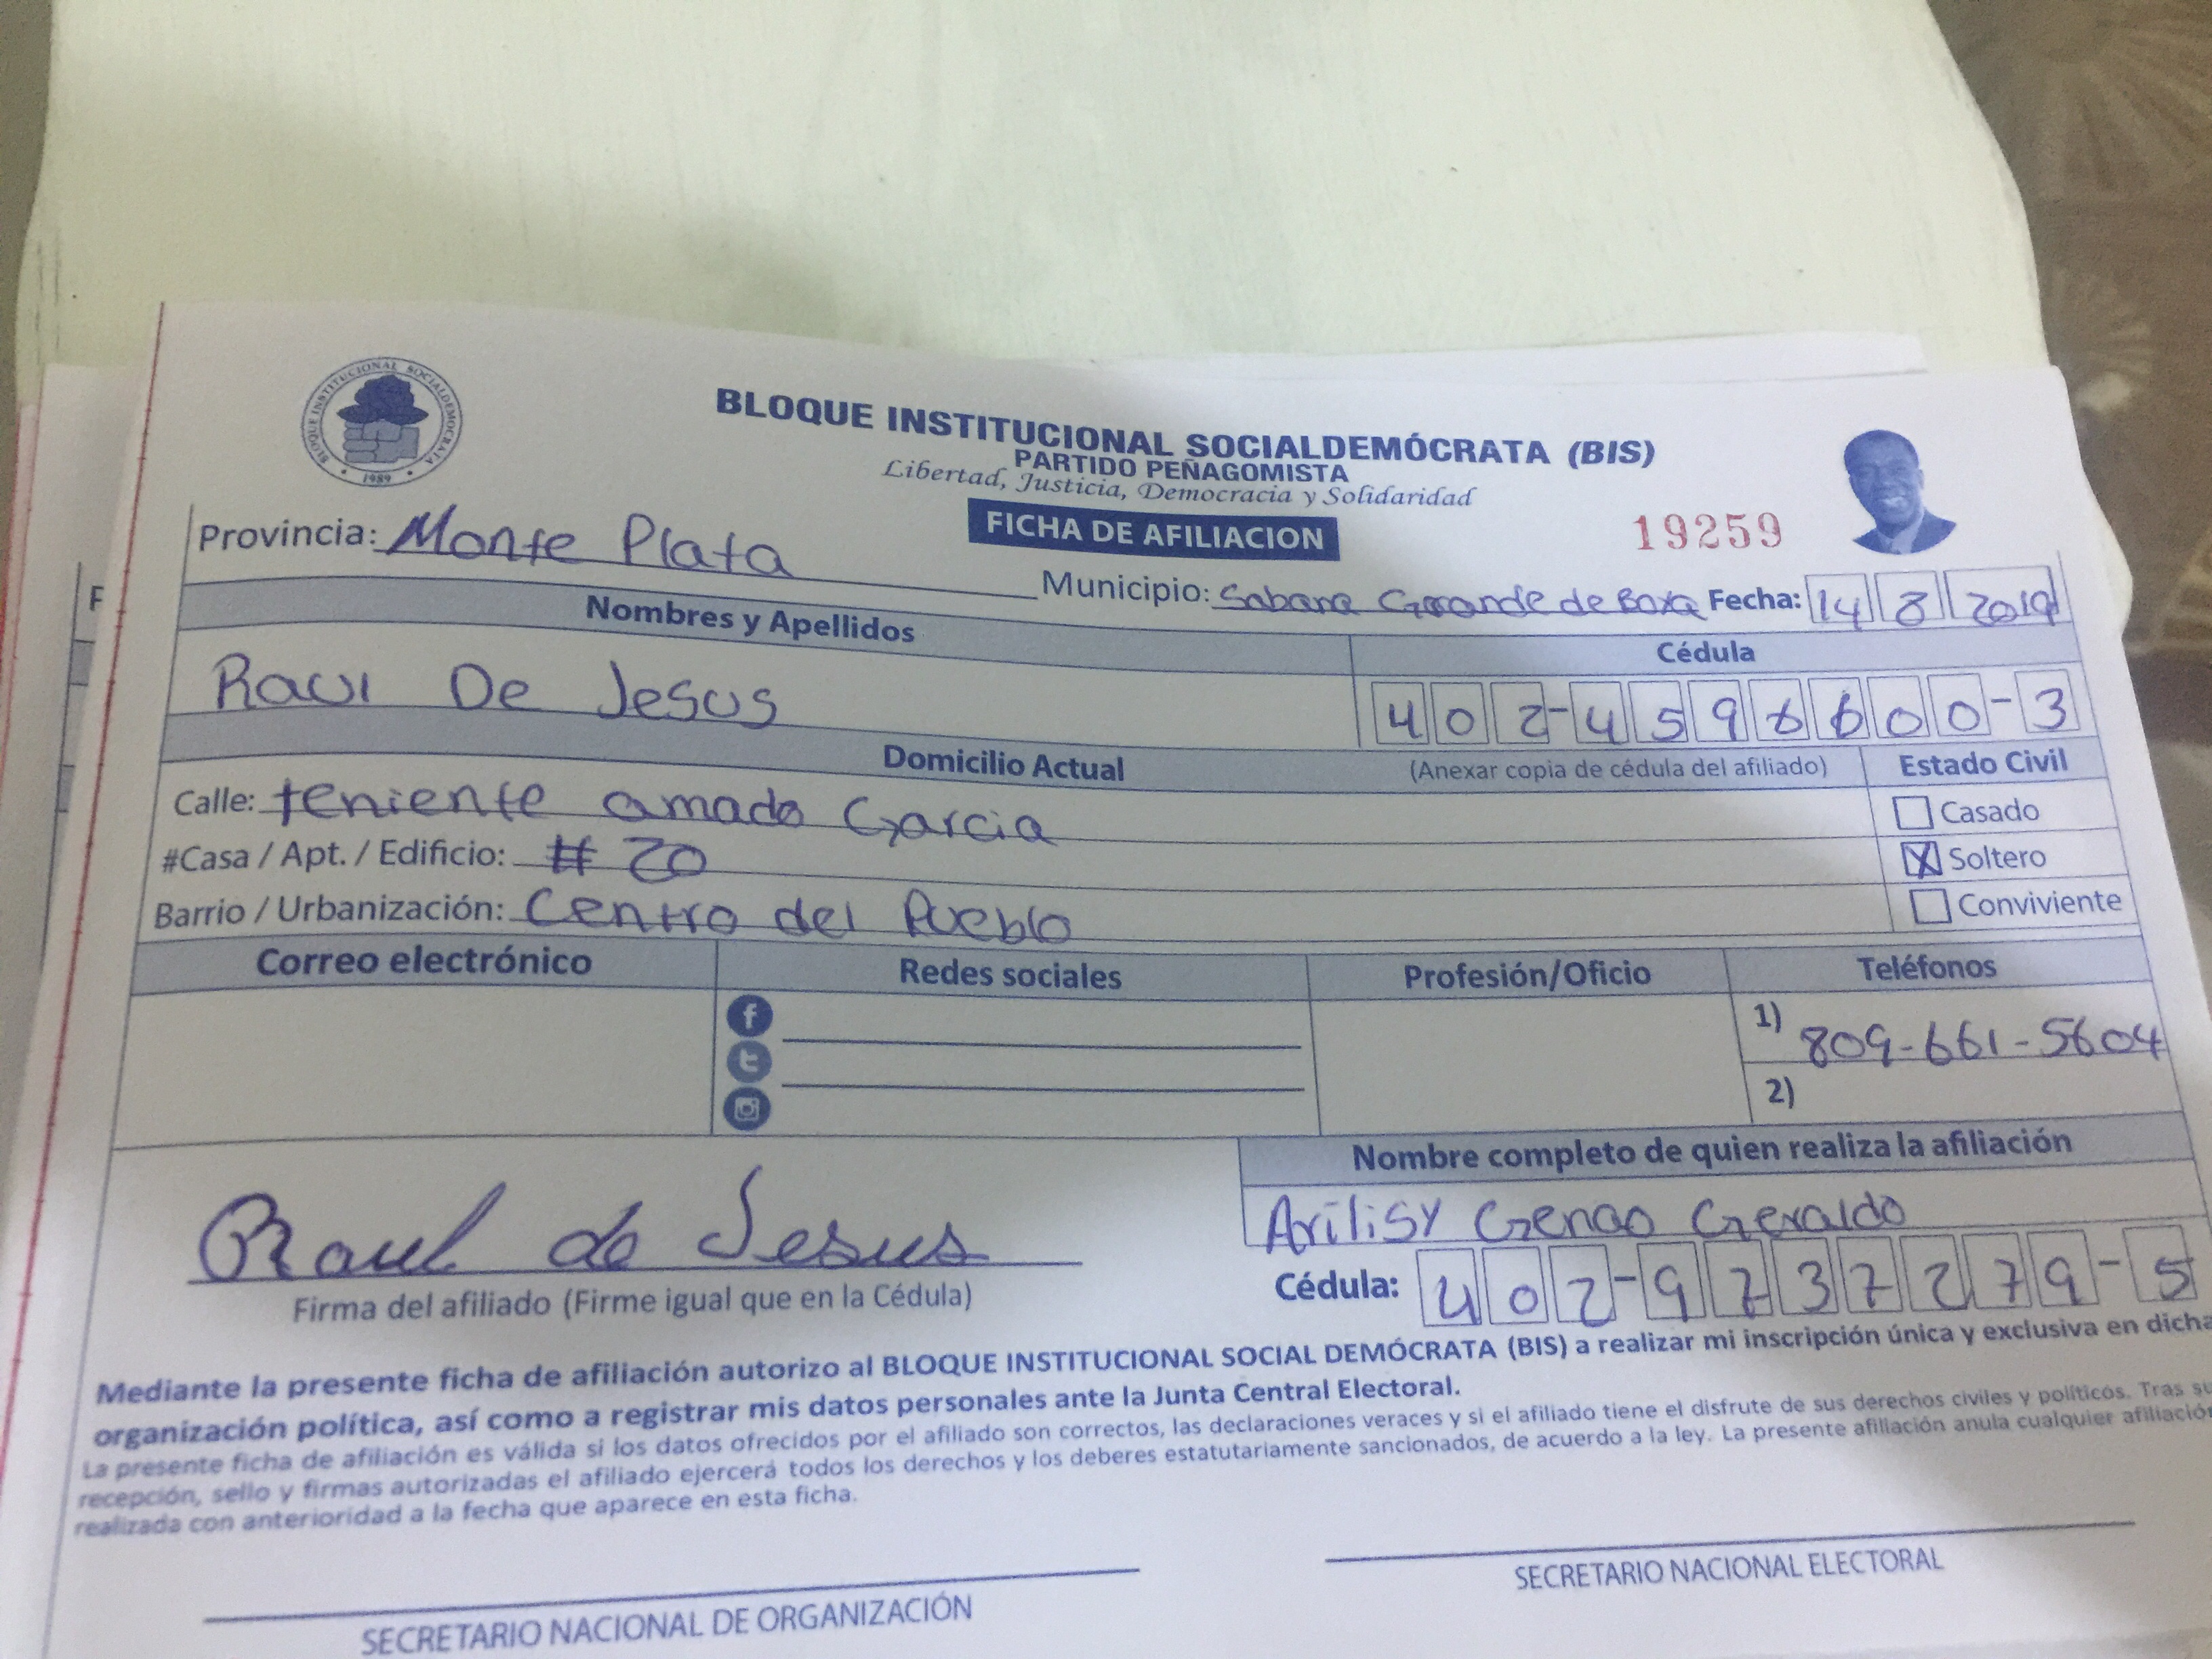 BLOQUE INSTITUCIONAL SOCIALDEMOCRATA
1989
BLOQUE INSTITUCIONAL SOCIALDEMÓCRATA (BIS)
PARTIDO PEÑAGOMISTA
Libertad, Justicia, Democracia y Solidaridad
FICHA DE AFILIACION
19259
Provincia: Monte Plata
Municipio: Sabana Grande de Boya Fecha: 14 8 2019
Nombres y Apellidos
Cédula
Raul De Jesus
402-4596600-3
Domicilio Actual
(Anexar copia de cédula del afiliado)
Estado Civil
Calle: teniente amado Garcia
Casado
#Casa / Apt. / Edificio: # 20
X Soltero
Barrio / Urbanización: Centro del Pueblo
Conviviente
Correo electrónico
Redes sociales
Profesión/Oficio
Teléfonos
1) 809-661-5604
2)
Nombre completo de quien realiza la afiliación
Arilisy Genao Geraldo
Raul de Jesus
Firma del afiliado (Firme igual que en la Cédula)
Cédula: 402-9737279-5
Mediante la presente ficha de afiliación autorizo al BLOQUE INSTITUCIONAL SOCIAL DEMÓCRATA (BIS) a realizar mi inscripción única y exclusiva en dicha
organización política, así como a registrar mis datos personales ante la Junta Central Electoral.
La presente ficha de afiliación es válida si los datos ofrecidos por el afiliado son correctos, las declaraciones veraces y si el afiliado tiene el disfrute de sus derechos civiles y políticos. Tras su
recepción, sello y firmas autorizadas el afiliado ejercerá todos los derechos y los deberes estatutariamente sancionados, de acuerdo a la ley. La presente afiliación anula cualquier afiliación
realizada con anterioridad a la fecha que aparece en esta ficha.
SECRETARIO NACIONAL DE ORGANIZACIÓN
SECRETARIO NACIONAL ELECTORAL